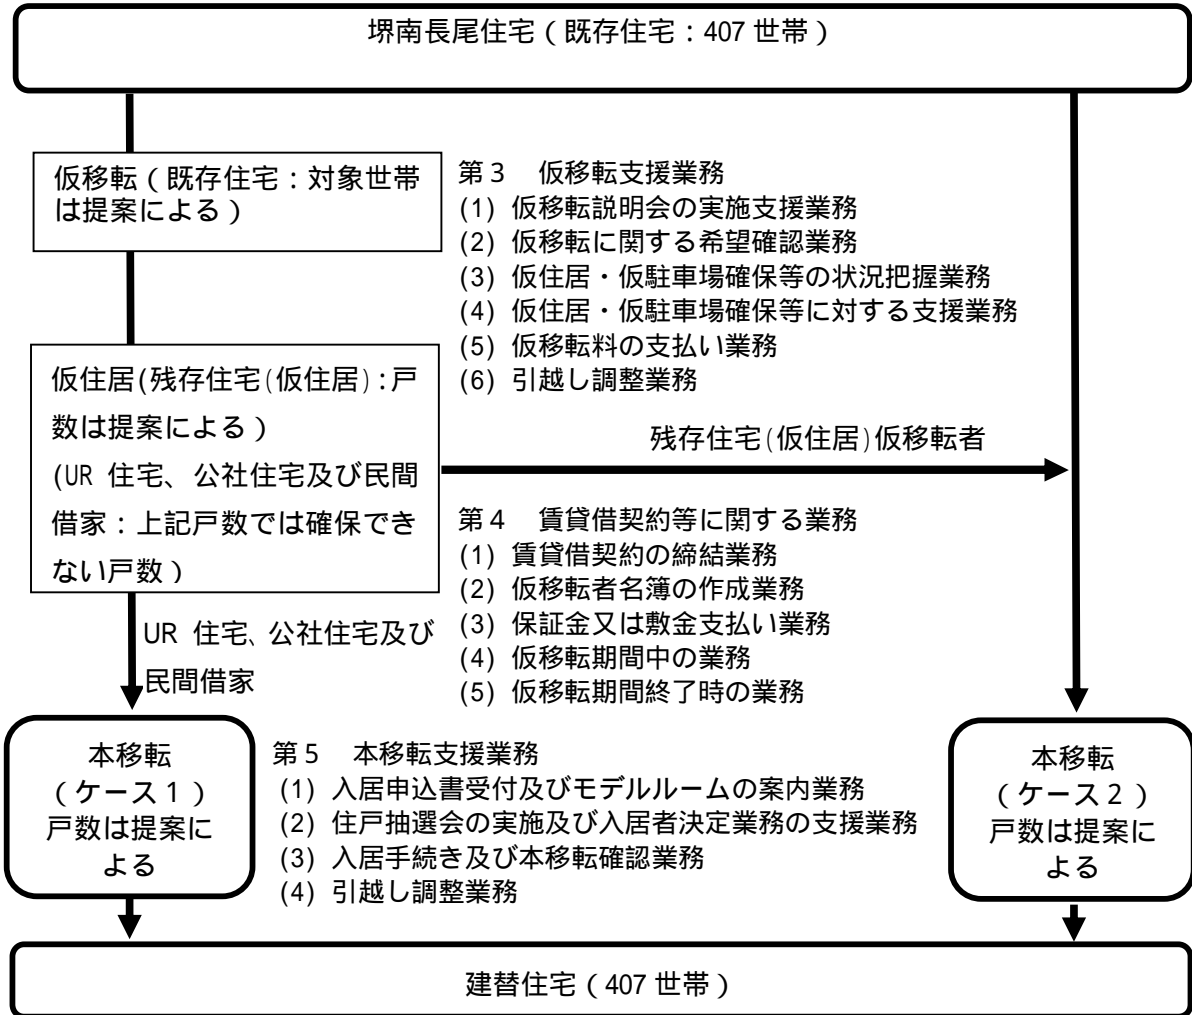 堺南長尾住宅（既存住宅：407 世帯）
仮移転（既存住宅：対象世帯
は提案による）
第３　仮移転支援業務
(1) 仮移転説明会の実施支援業務
(2) 仮移転に関する希望確認業務
(3) 仮住居・仮駐車場確保等の状況把握業務
(4) 仮住居・仮駐車場確保等に対する支援業務
(5) 仮移転料の支払い業務
(6) 引越し調整業務
仮住居(残存住宅(仮住居)：戸
数は提案による）
(UR 住宅、公社住宅及び民間
借家：上記戸数では確保でき
ない戸数）
残存住宅(仮住居)仮移転者
第４　賃貸借契約等に関する業務
(1) 賃貸借契約の締結業務
(2) 仮移転者名簿の作成業務
(3) 保証金又は敷金支払い業務
(4) 仮移転期間中の業務
(5) 仮移転期間終了時の業務
UR 住宅、公社住宅及び
民間借家
本移転
（ケース１）
戸数は提案に
よる
第５　本移転支援業務
(1) 入居申込書受付及びモデルルームの案内業務
(2) 住戸抽選会の実施及び入居者決定業務の支援業務
(3) 入居手続き及び本移転確認業務
(4) 引越し調整業務
本移転
（ケース２）
戸数は提案に
よる
建替住宅（407 世帯）